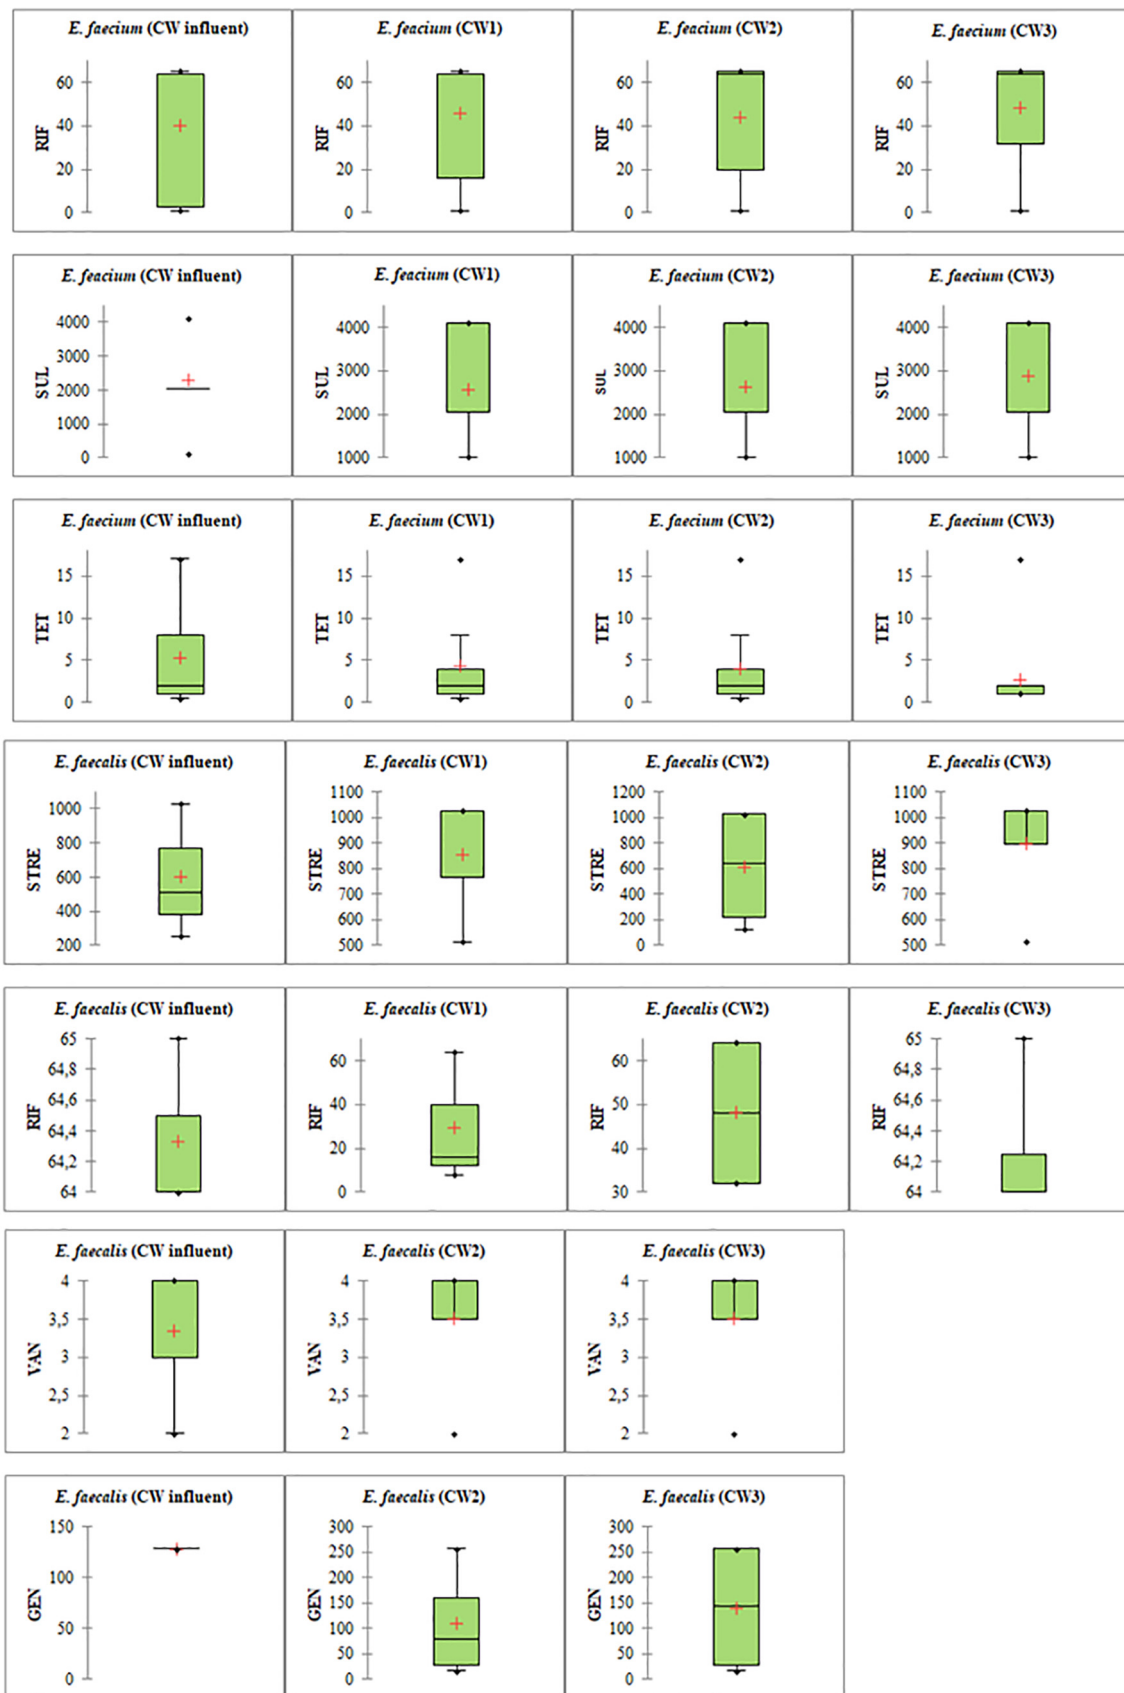 E. faecium (CW influent)
60
40
20
0
RIF
E. feacium (CW1)
60
40
20
0
RIF
E. faecium (CW2)
60
40
20
0
RIF
E. faecium (CW3)
60
40
20
0
RIF
E. feacium (CW influent)
4000
3000
2000
1000
0
SUL
E. feacium (CW1)
4000
3000
2000
1000
SUL
E. faecium (CW2)
4000
3000
2000
1000
SUL
E. faecium (CW3)
4000
3000
2000
1000
SUL
E. faecium (CW influent)
15
10
5
0
TET
E. faecium (CW1)
15
10
5
0
TET
E. faecium (CW2)
15
10
5
0
TET
E. faecium (CW3)
15
10
5
0
TET
E. faecalis (CW influent)
1000
800
600
400
200
STRE
E. faecalis (CW1)
1100
1000
900
800
700
600
500
STRE
E. faecalis (CW2)
1200
1000
800
600
400
200
0
STRE
E. faecalis (CW3)
1100
1000
900
800
700
600
500
STRE
E. faecalis (CW influent)
65
64,8
64,6
64,4
64,2
64
RIF
E. faecalis (CW1)
60
40
20
0
RIF
E. faecalis (CW2)
60
50
40
30
RIF
E. faecalis (CW3)
65
64,8
64,6
64,4
64,2
64
RIF
E. faecalis (CW influent)
4
3,5
3
2,5
2
VAN
E. faecalis (CW2)
4
3,5
3
2,5
2
VAN
E. faecalis (CW3)
4
3,5
3
2,5
2
VAN
E. faecalis (CW influent)
150
100
50
0
GEN
E. faecalis (CW2)
300
250
200
150
100
50
0
GEN
E. faecalis (CW3)
300
250
200
150
100
50
0
GEN